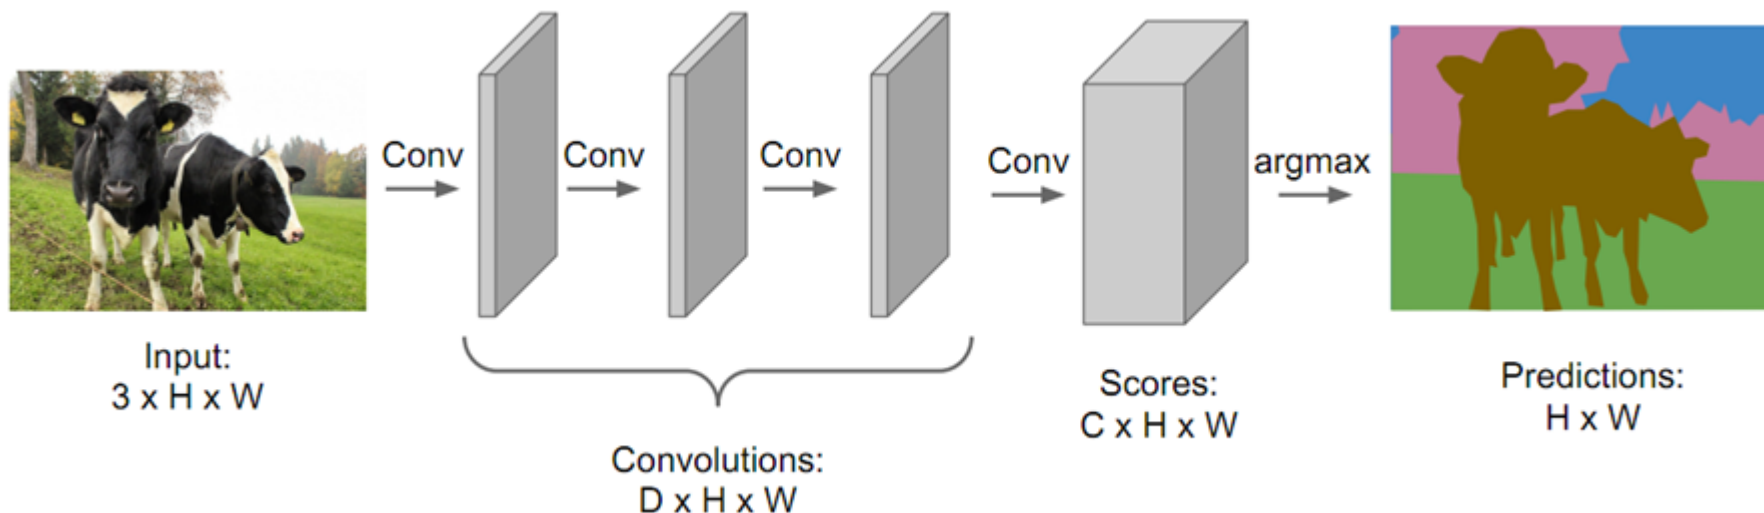 Conv
Conv
Conv
Conv
argmax
Input:
3 x H x W
Convolutions:
D x H x W
Scores:
C x H x W
Predictions:
H x W